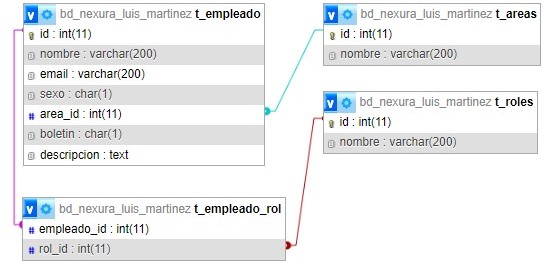 bd_nexura_luis_martinez t_empleado
id : int(11)
nombre : varchar(200)
email : varchar(200)
sexo : char(1)
area_id : int(11)
boletin : char(1)
descripcion : text
bd_nexura_luis_martinez t_areas
id : int(11)
nombre : varchar(200)
bd_nexura_luis_martinez t_roles
id : int(11)
nombre : varchar(200)
bd_nexura_luis_martinez t_empleado_rol
empleado_id : int(11)
rol_id : int(11)